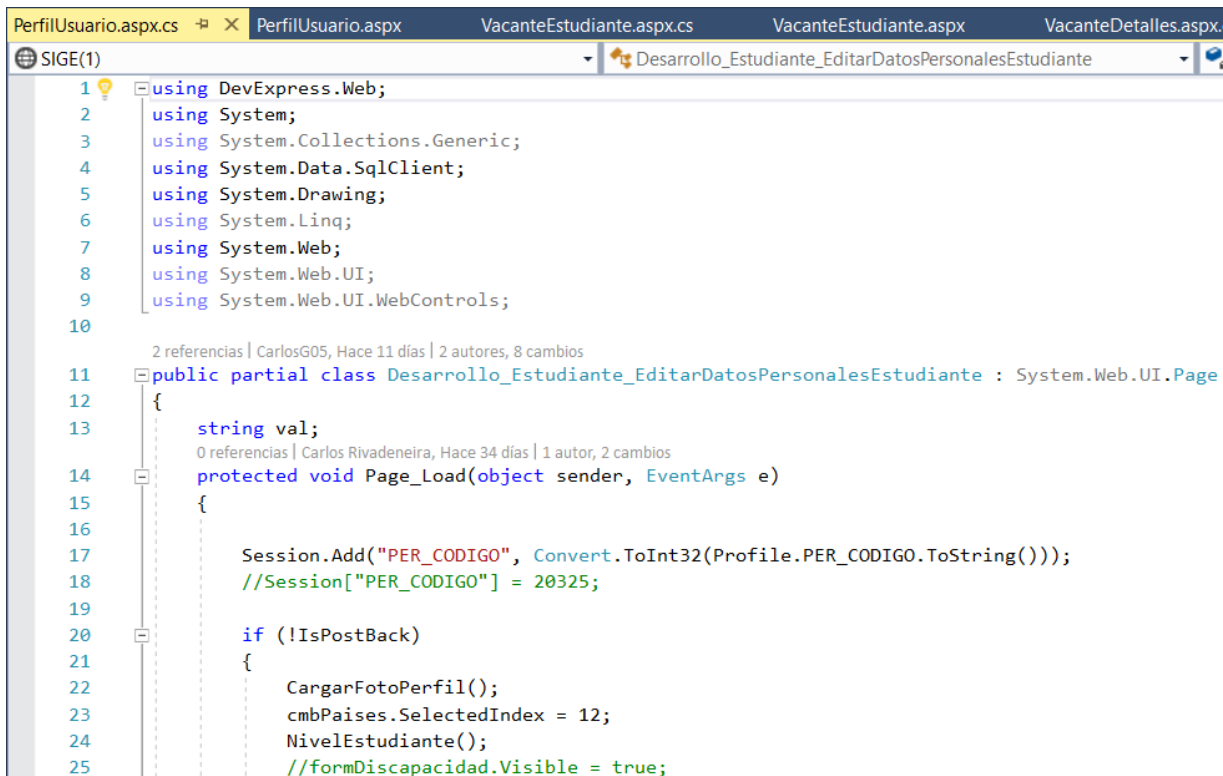 PerfilUsuario.aspx.cs PerfilUsuario.aspx VacanteEstudiante.aspx.cs VacanteEstudiante.aspx VacanteDetalles.aspx.
SIGE(1) Desarrollo_Estudiante_EditarDatosPersonalesEstudiante
1 using DevExpress.Web;
2 using System;
3 using System.Collections.Generic;
4 using System.Data.SqlClient;
5 using System.Drawing;
6 using System.Linq;
7 using System.Web;
8 using System.Web.UI;
9 using System.Web.UI.WebControls;
10
2 referencias | CarlosG05, Hace 11 días | 2 autores, 8 cambios
11 public partial class Desarrollo_Estudiante_EditarDatosPersonalesEstudiante : System.Web.UI.Page
12 {
13 string val;
0 referencias | Carlos Rivadeneira, Hace 34 días | 1 autor, 2 cambios
14 protected void Page_Load(object sender, EventArgs e)
15 {
16
17 Session.Add("PER_CODIGO", Convert.ToInt32(Profile.PER_CODIGO.ToString()));
18 //Session["PER_CODIGO"] = 20325;
19
20 if (!IsPostBack)
21 {
22 CargarFotoPerfil();
23 cmbPaises.SelectedIndex = 12;
24 NivelEstudiante();
25 //formDiscapacidad.Visible = true;